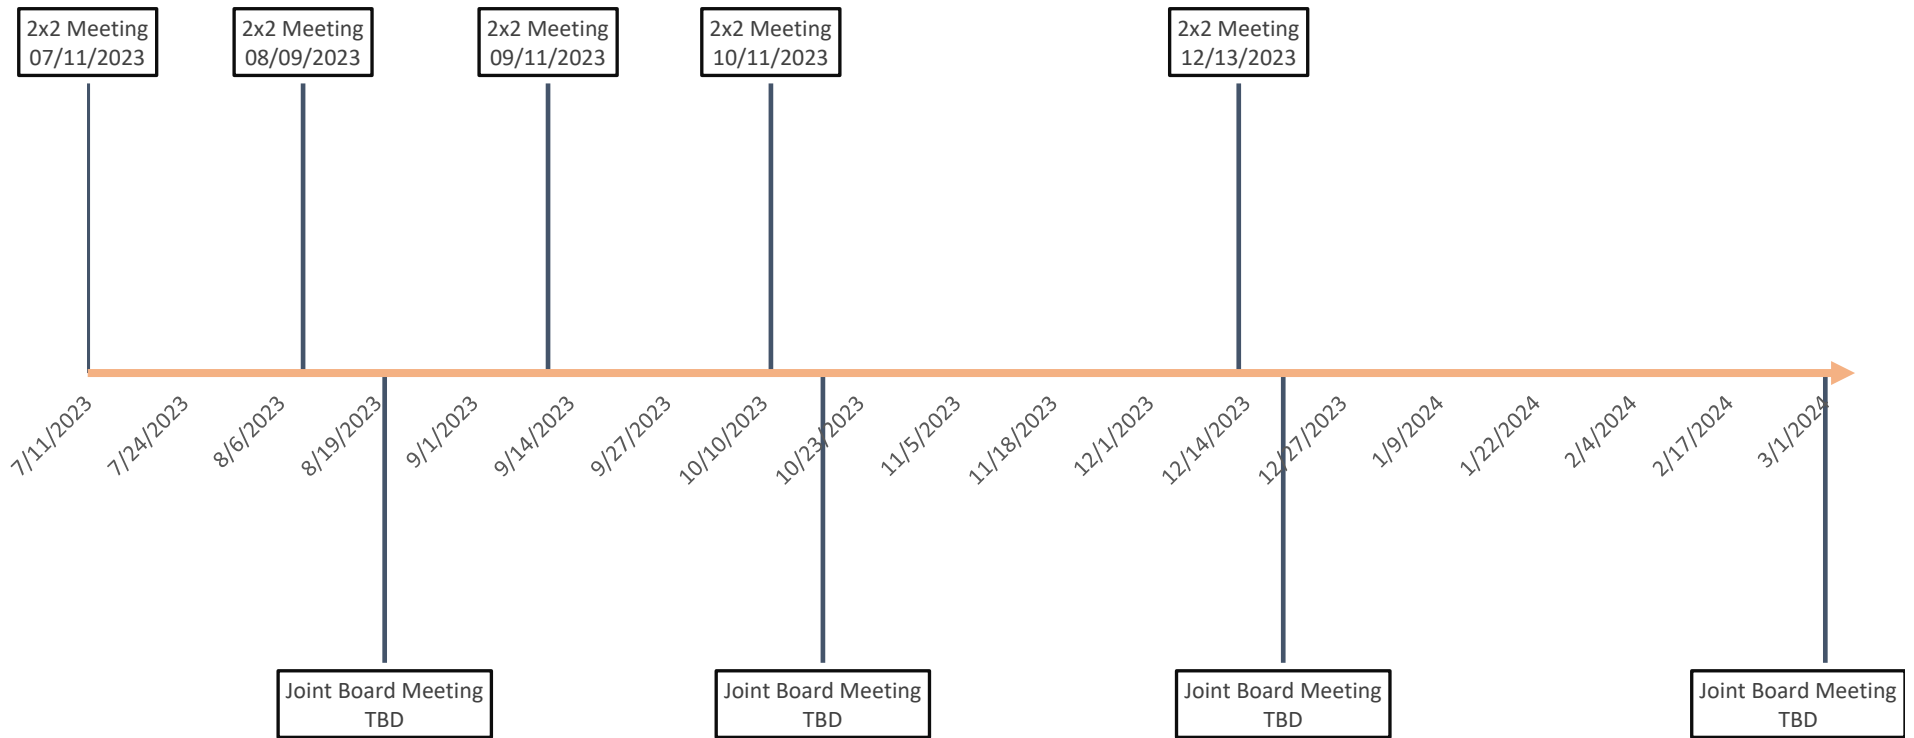 2x2 Meeting
07/11/2023
2x2 Meeting
08/09/2023
2x2 Meeting
09/11/2023
2x2 Meeting
10/11/2023
2x2 Meeting
12/13/2023
7/11/2023
7/24/2023
8/6/2023
8/19/2023
9/1/2023
9/14/2023
9/27/2023
10/10/2023
10/23/2023
11/5/2023
11/18/2023
12/1/2023
12/14/2023
12/27/2023
1/9/2024
1/22/2024
2/4/2024
2/17/2024
3/1/2024
Joint Board Meeting
TBD
Joint Board Meeting
TBD
Joint Board Meeting
TBD
Joint Board Meeting
TBD